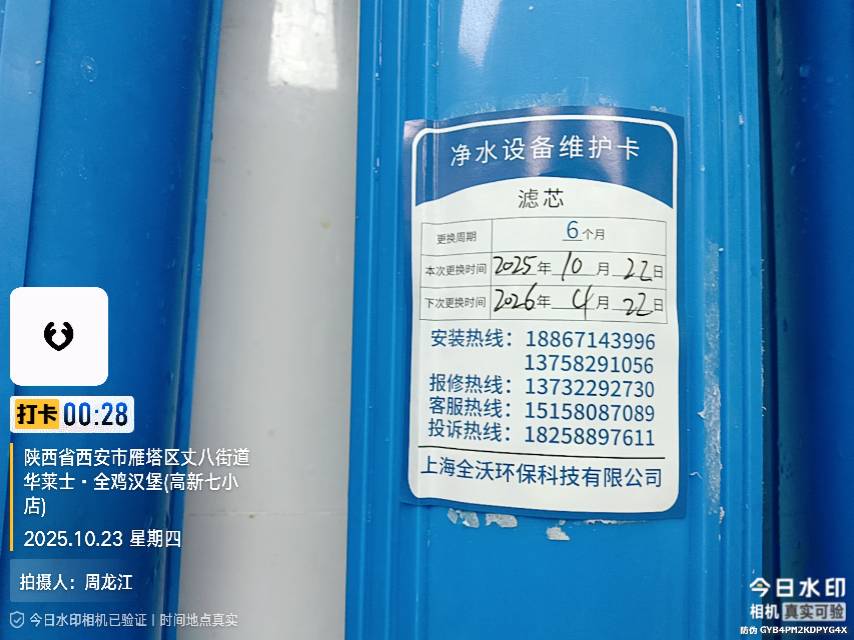 净水设备维护卡
滤芯
更换周期 6个月
本次更换时间 2025年10月22日
下次更换时间 2026年4月22日
安装热线：18867143996
13758291056
报修热线：13732292730
客服热线：15158087089
投诉热线：18258897611
上海全沃环保科技有限公司
打卡 00:28
陕西省西安市雁塔区丈八街道
华莱士·全鸡汉堡(高新七小
店)
2025.10.23 星期四
拍摄人：周龙江
今日水印相机已验证 | 时间地点真实
今日水印
相机 真实可验
防伪 GYB4PM2KDPYG4X